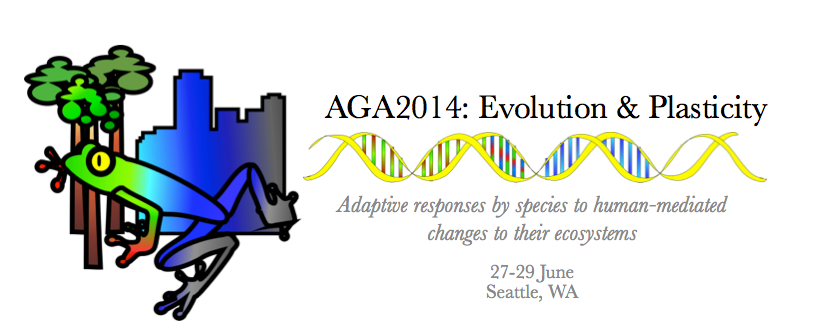 AGA2014: Evolution & Plasticity
Adaptive responses by species to human-mediated
changes to their ecosystems
27-29 June
Seattle, WA